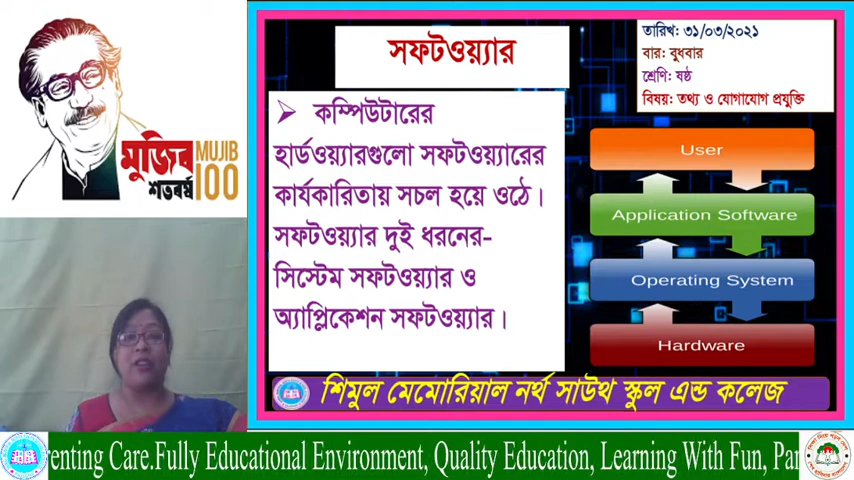 মুজিব
শতবর্ষ
MUJIB
100
সফটওয়্যার
তারিখ: ৩১/০৩/২০২১
বার: বুধবার
শ্রেণি: ষষ্ঠ
বিষয়: তথ্য ও যোগাযোগ প্রযুক্তি
➢ কম্পিউটারের
হার্ডওয়্যারগুলো সফটওয়্যারের
কার্যকারিতায় সচল হয়ে ওঠে।
সফটওয়্যার দুই ধরনের-
সিস্টেম সফটওয়্যার ও
অ্যাপ্লিকেশন সফটওয়্যার।
User
Application Software
Operating System
Hardware
শিমুল মেমোরিয়াল নর্থ সাউথ স্কুল এন্ড কলেজ
enting Care.Fully Educational Environment, Quality Education, Learning With Fun, Par